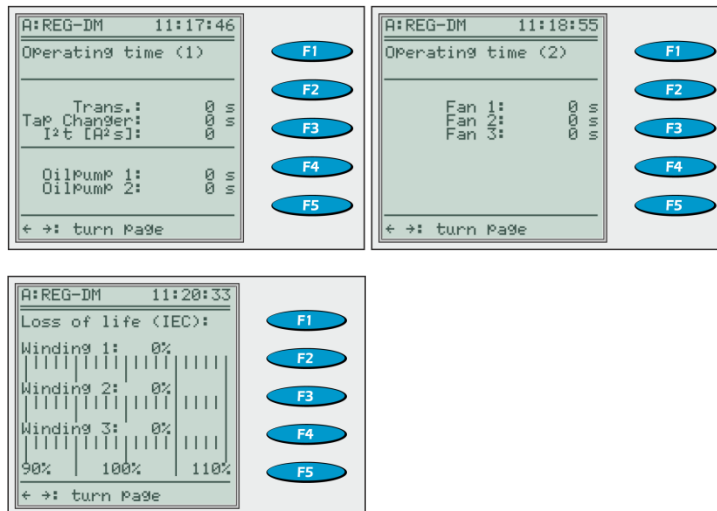 A:REG-DM 11:17:46
Operating time (1)
Trans.: 0 s
Tap Changer: 0 s
I²t [A²s]: 0
Oilpump 1: 0 s
Oilpump 2: 0 s
← →: turn page
F1
F2
F3
F4
F5
A:REG-DM 11:18:55
Operating time (2)
Fan 1: 0 s
Fan 2: 0 s
Fan 3: 0 s
← →: turn page
F1
F2
F3
F4
F5
A:REG-DM 11:20:33
Loss of life (IEC):
Winding 1: 0%
Winding 2: 0%
Winding 3: 0%
90% 100% 110%
← →: turn page
F1
F2
F3
F4
F5